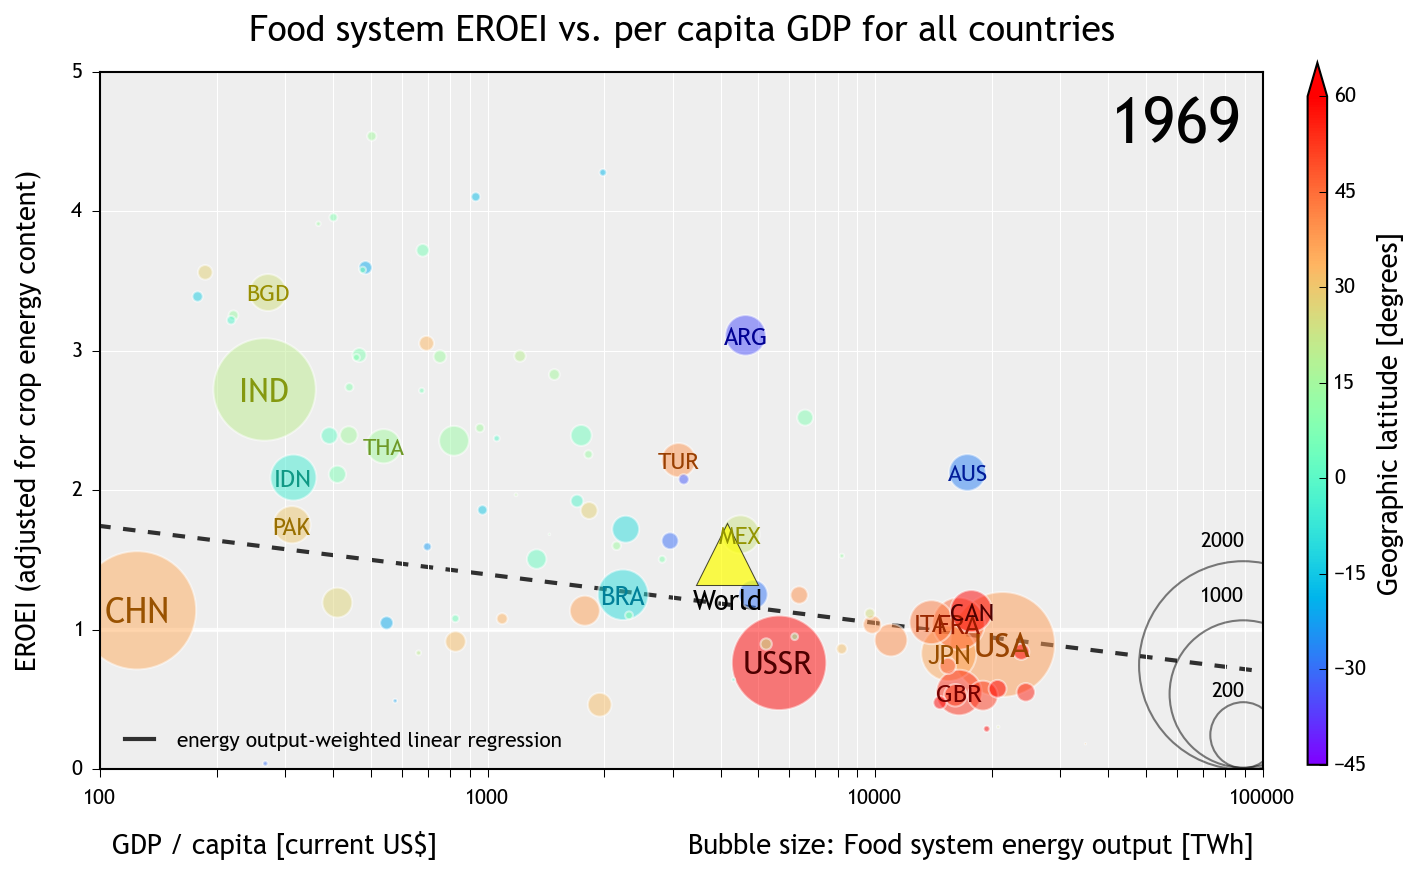 Food system EROEI vs. per capita GDP for all countries
1969
EROEI (adjusted for crop energy content)
5
4
3
2
1
0
BGD
IND
THA
IDN
PAK
CHN
ARG
TUR
AUS
MEX
BRA
World
USSR
ITA
FRA
CAN
USA
JPN
GBR
2000
1000
200
energy output-weighted linear regression
100
1000
10000
100000
GDP / capita [current US$]
Bubble size: Food system energy output [TWh]
60
45
30
15
0
−15
−30
−45
Geographic latitude [degrees]